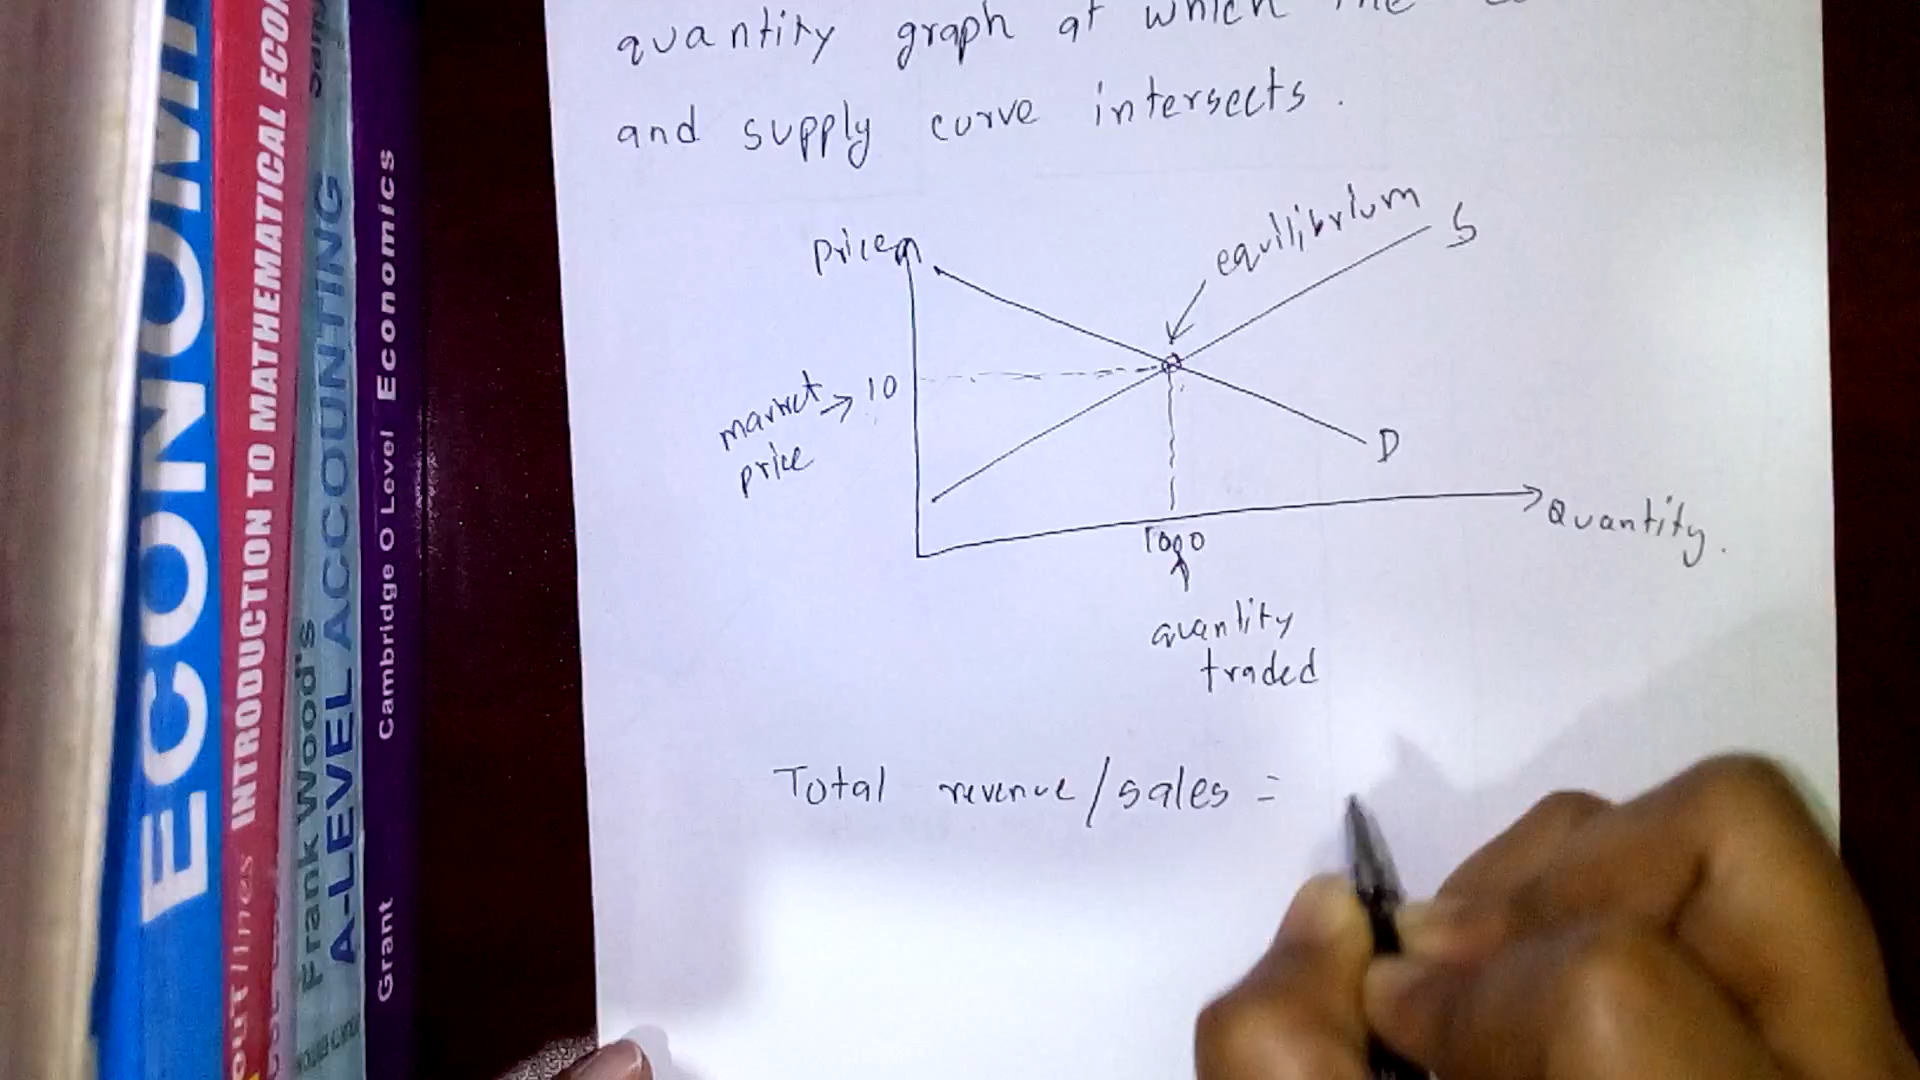 quantity graph at which the
and supply curve intersects.
Price
equilibrium
S
market → 10
price
D
Quantity.
1000
quantity
traded
Total revenue/sales =
ECONOMI
INTRODUCTION TO MATHEMATICAL ECON
Frank Wood's
A-LEVEL ACCOUNTING
Grant Cambridge O Level Economics